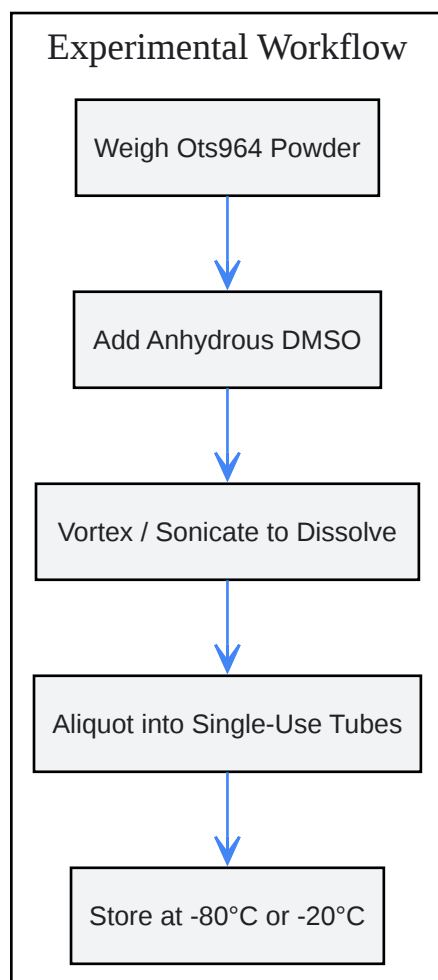 Experimental Workflow
Weigh Ots964 Powder
Add Anhydrous DMSO
Vortex / Sonicate to Dissolve
Aliquot into Single-Use Tubes
Store at -80°C or -20°C